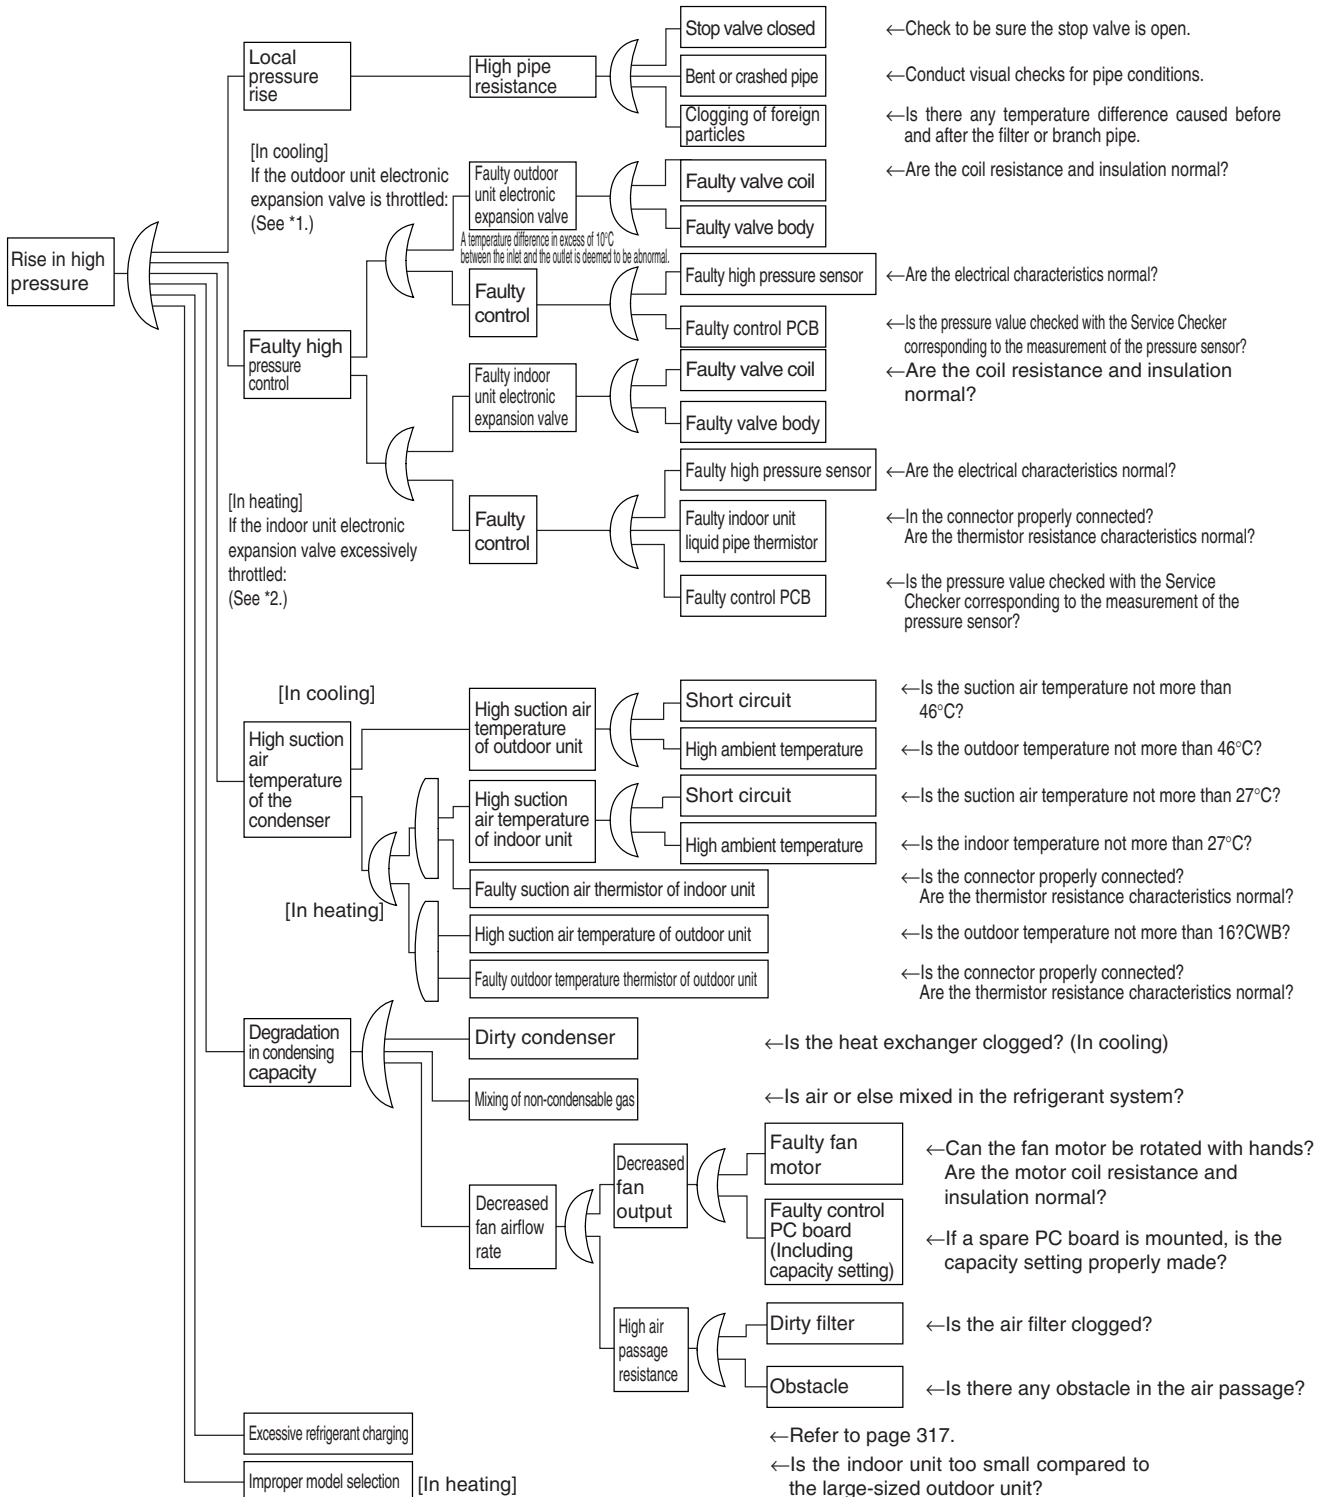 Rise in high
pressure
Local
pressure
rise
High pipe
resistance
Stop valve closed
←Check to be sure the stop valve is open.
Bent or crashed pipe
←Conduct visual checks for pipe conditions.
Clogging of foreign
particles
←Is there any temperature difference caused before
and after the filter or branch pipe.
[In cooling]
If the outdoor unit electronic
expansion valve is throttled:
(See *1.)
Faulty high
pressure
control
Faulty outdoor
unit electronic
expansion valve
A temperature difference in excess of 10°C
between the inlet and the outlet is deemed to be abnormal.
Faulty valve coil
←Are the coil resistance and insulation normal?
Faulty valve body
Faulty
control
Faulty high pressure sensor
←Are the electrical characteristics normal?
Faulty control PCB
←Is the pressure value checked with the Service Checker
corresponding to the measurement of the pressure sensor?
Faulty indoor
unit electronic
expansion valve
Faulty valve coil
←Are the coil resistance and insulation
normal?
Faulty valve body
[In heating]
If the indoor unit electronic
expansion valve excessively
throttled:
(See *2.)
Faulty
control
Faulty high pressure sensor
←Are the electrical characteristics normal?
Faulty indoor unit
liquid pipe thermistor
←In the connector properly connected?
Are the thermistor resistance characteristics normal?
Faulty control PCB
←Is the pressure value checked with the Service
Checker corresponding to the measurement of the
pressure sensor?
[In cooling]
High suction
air
temperature
of the
condenser
High suction air
temperature
of outdoor unit
Short circuit
←Is the suction air temperature not more than
46°C?
High ambient temperature
←Is the outdoor temperature not more than 46°C?
[In heating]
High suction
air temperature
of indoor unit
Short circuit
←Is the suction air temperature not more than 27°C?
High ambient temperature
←Is the indoor temperature not more than 27°C?
Faulty suction air thermistor of indoor unit
←Is the connector properly connected?
Are the thermistor resistance characteristics normal?
High suction air temperature of outdoor unit
←Is the outdoor temperature not more than 16?CWB?
Faulty outdoor temperature thermistor of outdoor unit
←Is the connector properly connected?
Are the thermistor resistance characteristics normal?
Degradation
in condensing
capacity
Dirty condenser
←Is the heat exchanger clogged? (In cooling)
Mixing of non-condensable gas
←Is air or else mixed in the refrigerant system?
Decreased
fan airflow
rate
Decreased
fan
output
Faulty fan
motor
←Can the fan motor be rotated with hands?
Are the motor coil resistance and
insulation normal?
Faulty control
PC board
(Including
capacity setting)
←If a spare PC board is mounted, is the
capacity setting properly made?
High air
passage
resistance
Dirty filter
←Is the air filter clogged?
Obstacle
←Is there any obstacle in the air passage?
Excessive refrigerant charging
←Refer to page 317.
Improper model selection
[In heating]
←Is the indoor unit too small compared to
the large-sized outdoor unit?